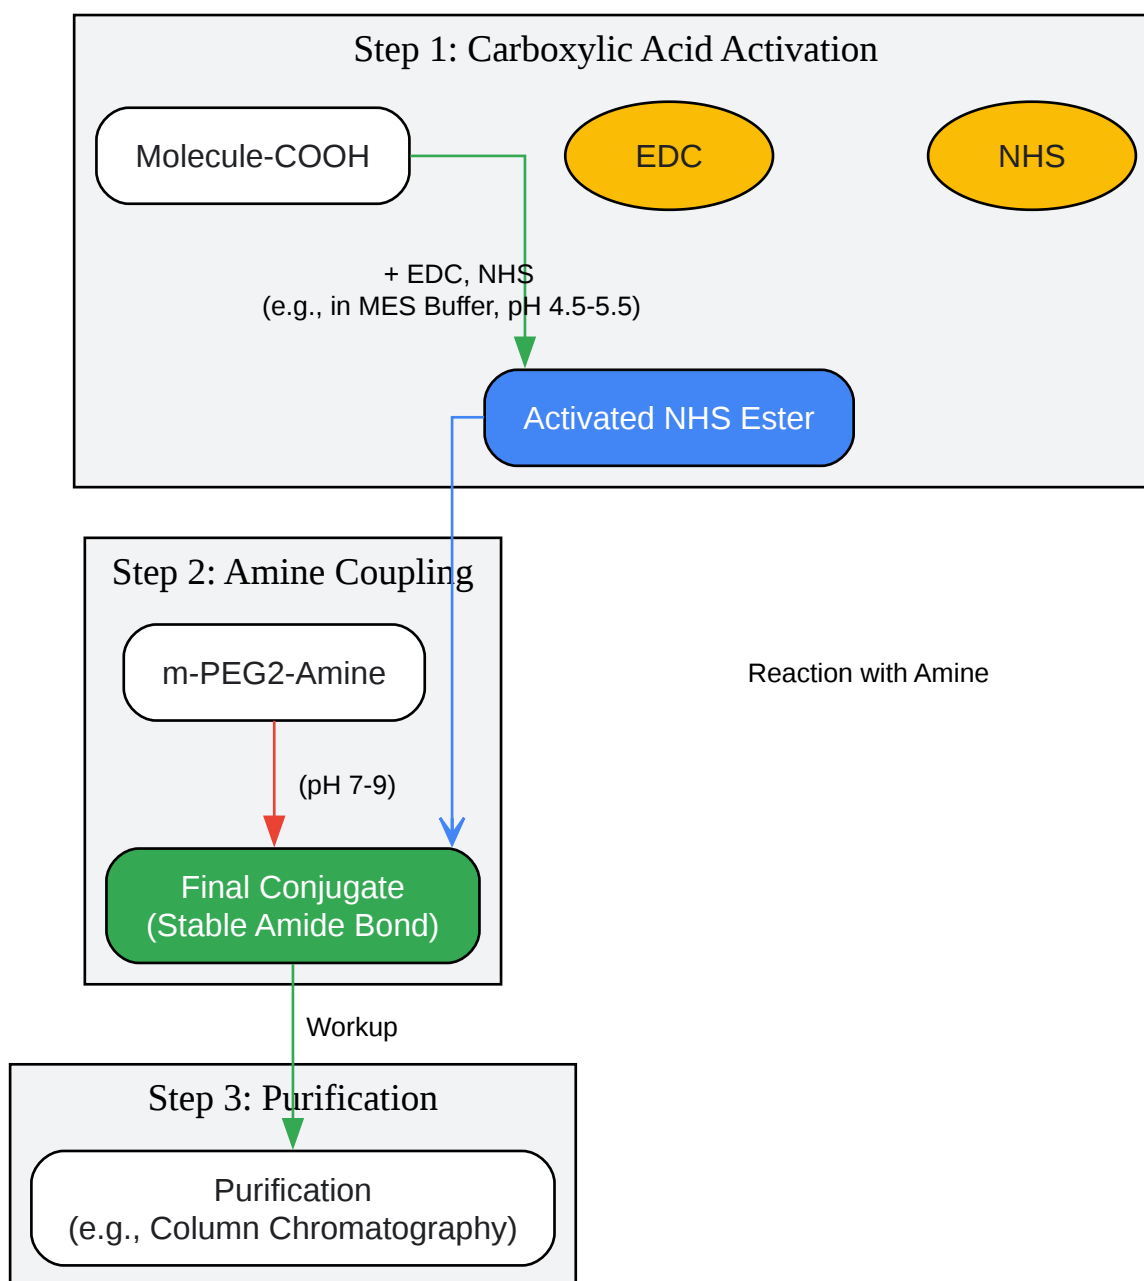 Step 1: Carboxylic Acid Activation
Molecule-COOH
EDC
NHS
+ EDC, NHS
(e.g., in MES Buffer, pH 4.5-5.5)
Activated NHS Ester
Step 2: Amine Coupling
m-PEG2-Amine
Reaction with Amine
(pH 7-9)
Final Conjugate
(Stable Amide Bond)
Workup
Step 3: Purification
Purification
(e.g., Column Chromatography)